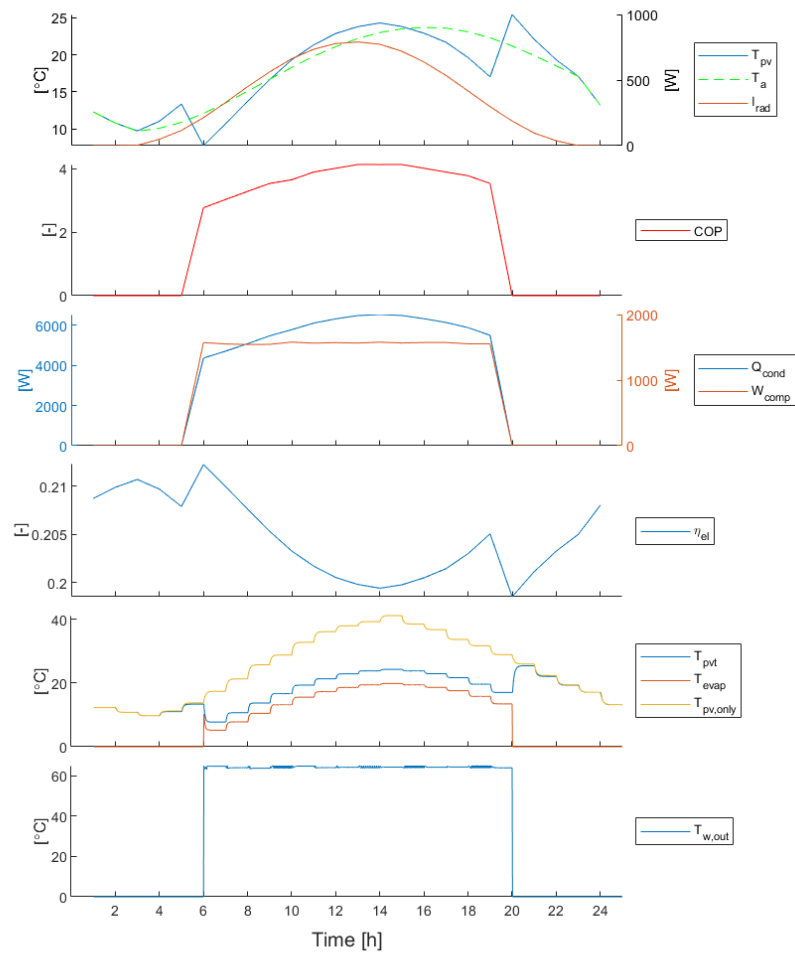 25
20
15
10
[°C]
1000
500
0
[W]
T_pv
T_a
I_rad
4
2
0
[-]
COP
6000
4000
2000
0
[W]
2000
1000
0
[W]
Q_cond
W_comp
0.21
0.205
0.2
[-]
η_el
40
20
0
[°C]
T_pvt
T_evap
T_pv,only
60
40
20
0
[°C]
T_w,out
2 4 6 8 10 12 14 16 18 20 22 24
Time [h]